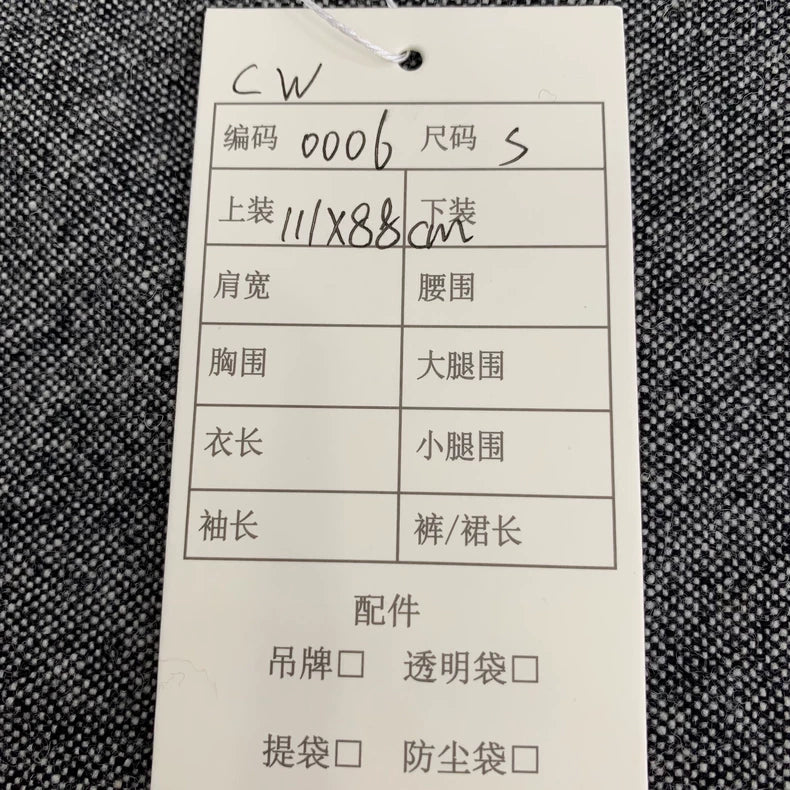 CW
编码 0006 尺码 S
上装 111X88cm 下装
肩宽 腰围
胸围 大腿围
衣长 小腿围
袖长 裤/裙长
配件
吊牌□ 透明袋□
提袋□ 防尘袋□